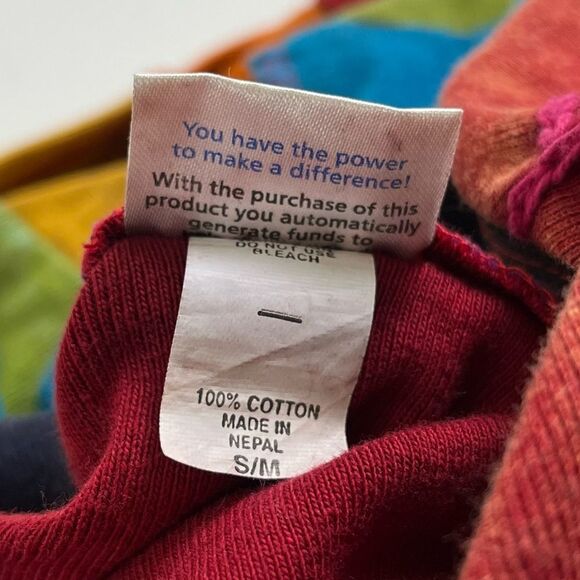 You have the power
to make a difference!
With the purchase of this
product you automatically
generate funds to
DO NOT USE
BLEACH
100% COTTON
MADE IN
NEPAL
S/M